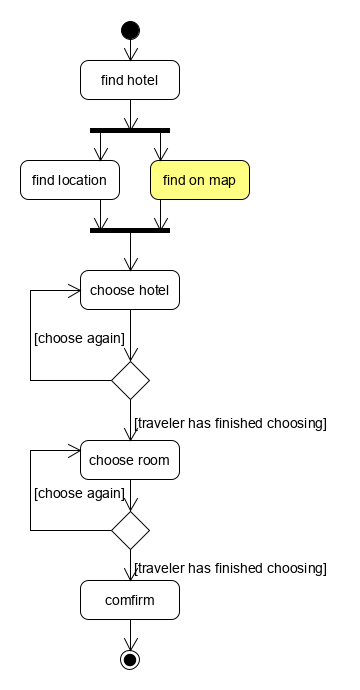 find hotel
find location
find on map
choose hotel
[choose again]
[traveler has finished choosing]
choose room
[choose again]
[traveler has finished choosing]
comfirm